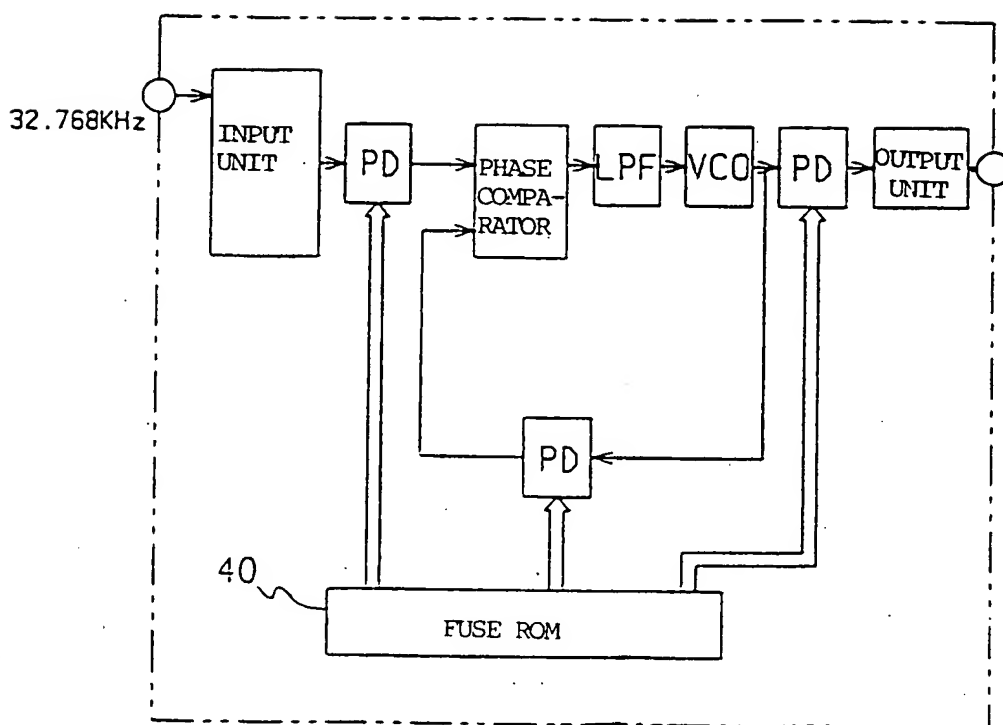 32.768KHz
INPUT
UNIT
PD
PHASE
COMPA-
RATOR
LPF
VCO
PD
OUTPUT
UNIT
PD
40
FUSE ROM